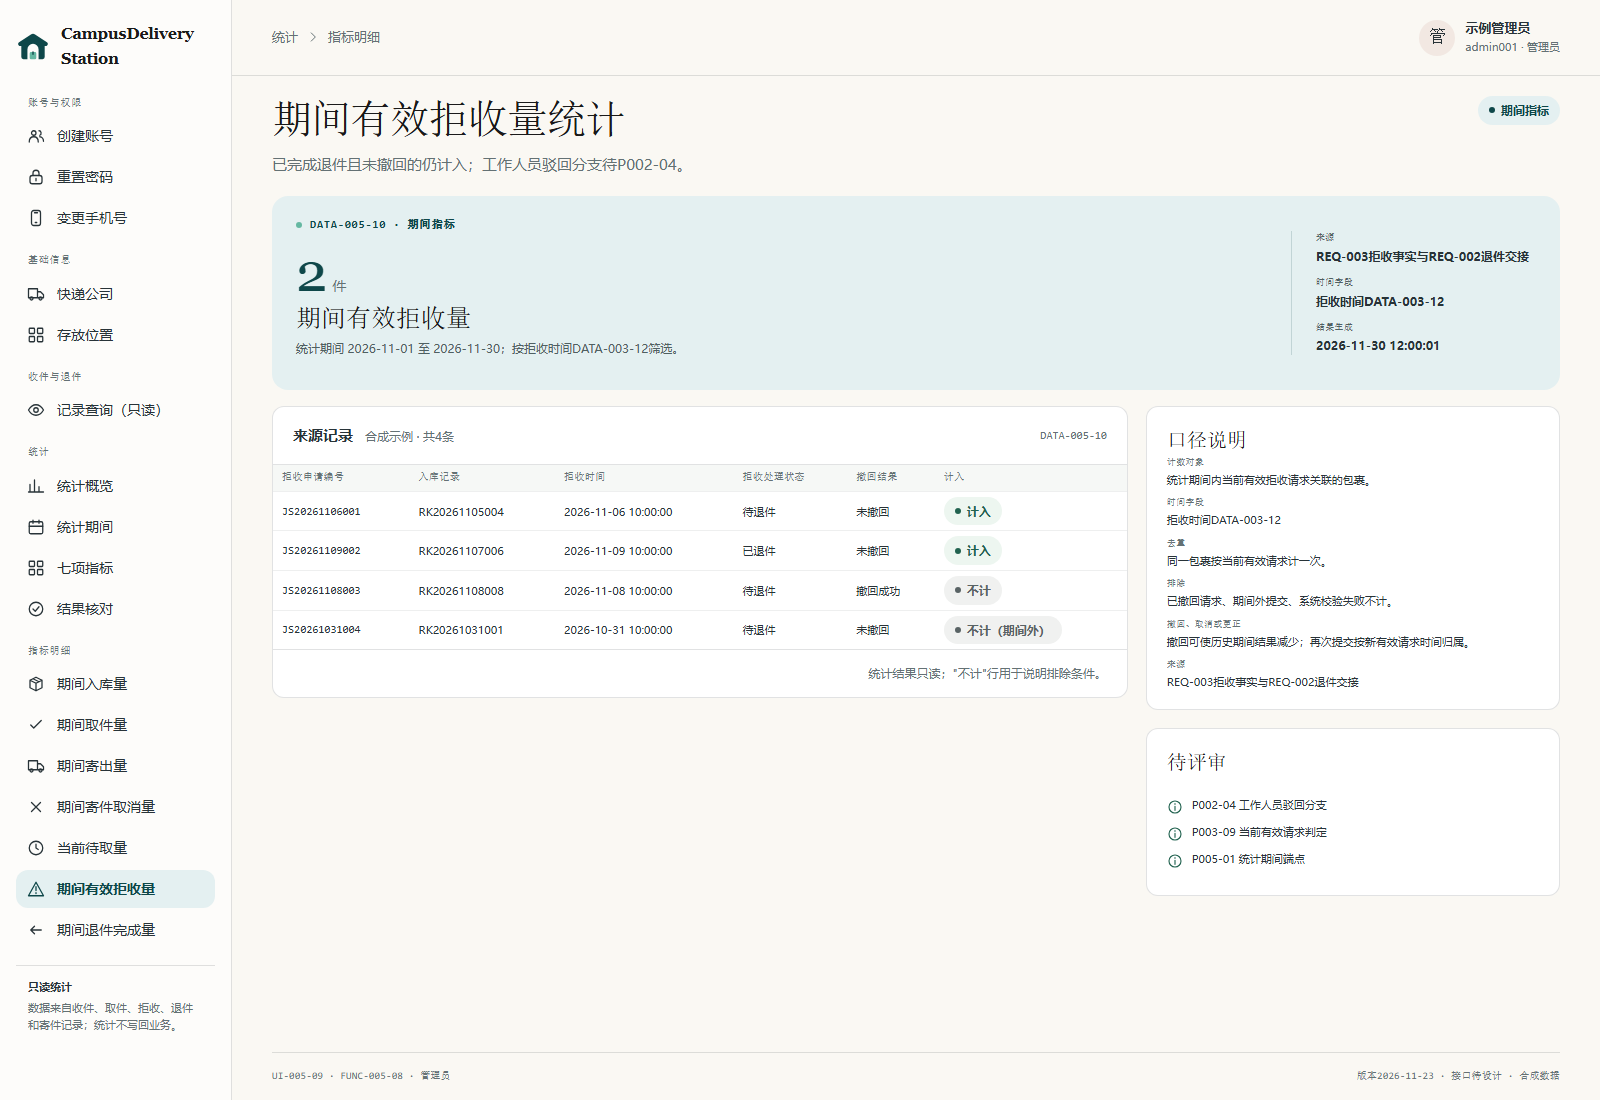 CampusDelivery
Station
账号与权限
创建账号
重置密码
变更手机号
基础信息
快递公司
存放位置
收件与退件
记录查询（只读）
统计
统计概览
统计期间
七项指标
结果核对
指标明细
期间入库量
期间取件量
期间寄出量
期间寄件取消量
当前待取量
期间有效拒收量
期间退件完成量
只读统计
数据来自收件、取件、拒收、退件
和寄件记录；统计不写回业务。
统计 > 指标明细
管
示例管理员
admin001 · 管理员
期间有效拒收量统计
期间指标
已完成退件且未撤回的仍计入；工作人员驳回分支待P002-04。
DATA-005-10 · 期间指标
2 件
期间有效拒收量
统计期间 2026-11-01 至 2026-11-30；按拒收时间DATA-003-12筛选。
来源
REQ-003拒收事实与REQ-002退件交接
时间字段
拒收时间DATA-003-12
结果生成
2026-11-30 12:00:01
来源记录 合成示例 · 共4条 DATA-005-10
拒收申请编号 入库记录 拒收时间 拒收处理状态 撤回结果 计入
JS20261106001 RK20261105004 2026-11-06 10:00:00 待退件 未撤回 计入
JS20261109002 RK20261107006 2026-11-09 10:00:00 已退件 未撤回 计入
JS20261108003 RK20261108008 2026-11-08 10:00:00 待退件 撤回成功 不计
JS20261031004 RK20261031001 2026-10-31 10:00:00 待退件 未撤回 不计（期间外）
统计结果只读；"不计"行用于说明排除条件。
口径说明
计数对象
统计期间内当前有效拒收请求关联的包裹。
时间字段
拒收时间DATA-003-12
去重
同一包裹按当前有效请求计一次。
排除
已撤回请求、期间外提交、系统校验失败不计。
撤回、取消或更正
撤回可使历史期间结果减少；再次提交按新有效请求时间归属。
来源
REQ-003拒收事实与REQ-002退件交接
待评审
P002-04 工作人员驳回分支
P003-09 当前有效请求判定
P005-01 统计期间端点
UI-005-09 · FUNC-005-08 · 管理员
版本2026-11-23 · 接口待设计 · 合成数据